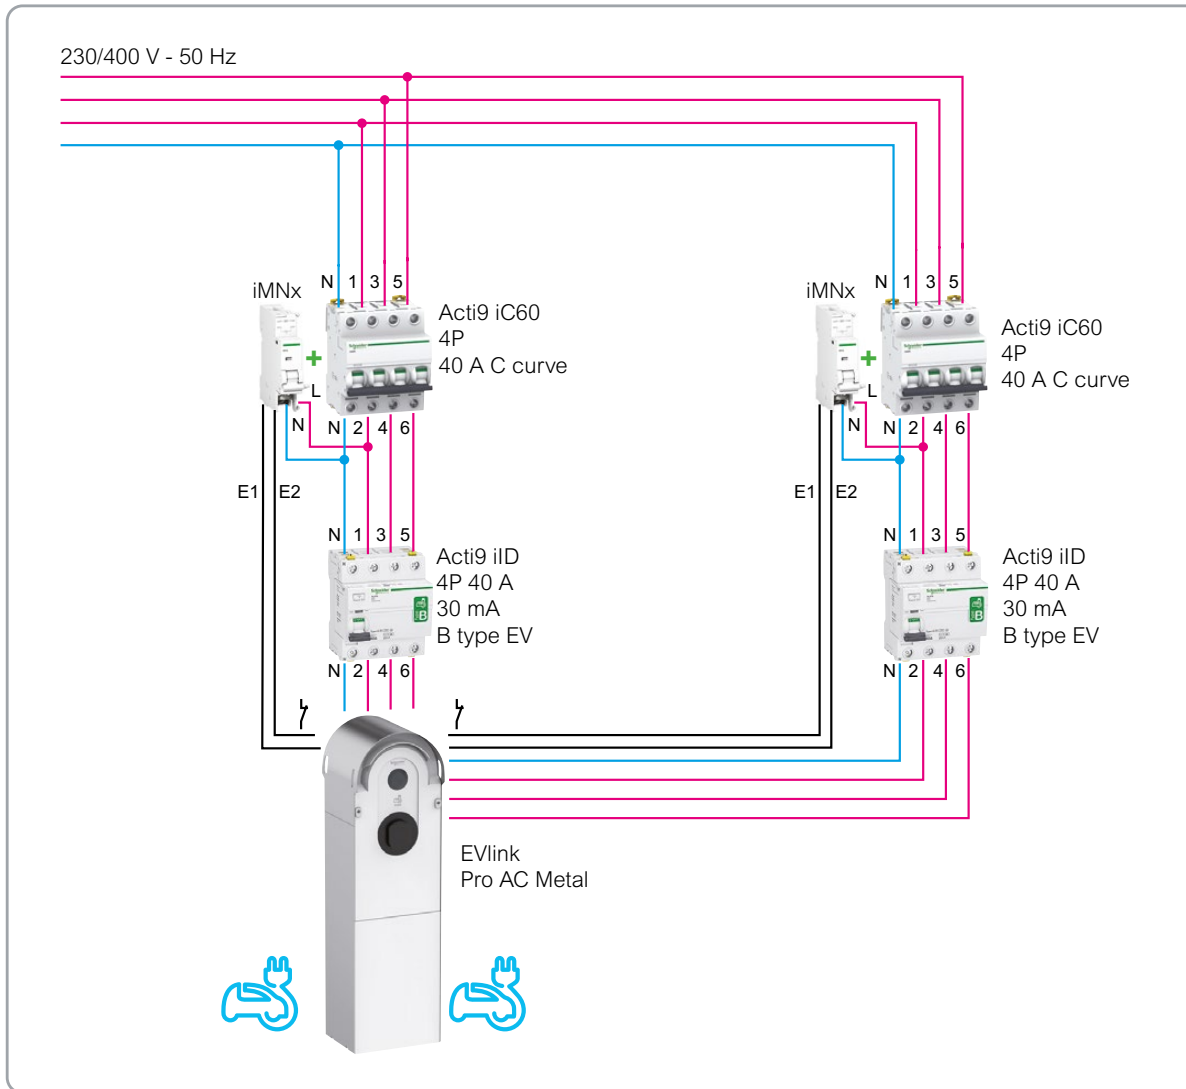 230/400 V - 50 Hz
N 1 3 5
iMNx
Acti9 iC60
4P
40 A C curve
L
N
N 2 4 6
E1 E2
N 1 3 5
Acti9 iID
4P 40 A
30 mA
B type EV
B
N 2 4 6
N 1 3 5
iMNx
Acti9 iC60
4P
40 A C curve
L
N
N 2 4 6
E1 E2
N 1 3 5
Acti9 iID
4P 40 A
30 mA
B type EV
B
N 2 4 6
EVlink
Pro AC Metal